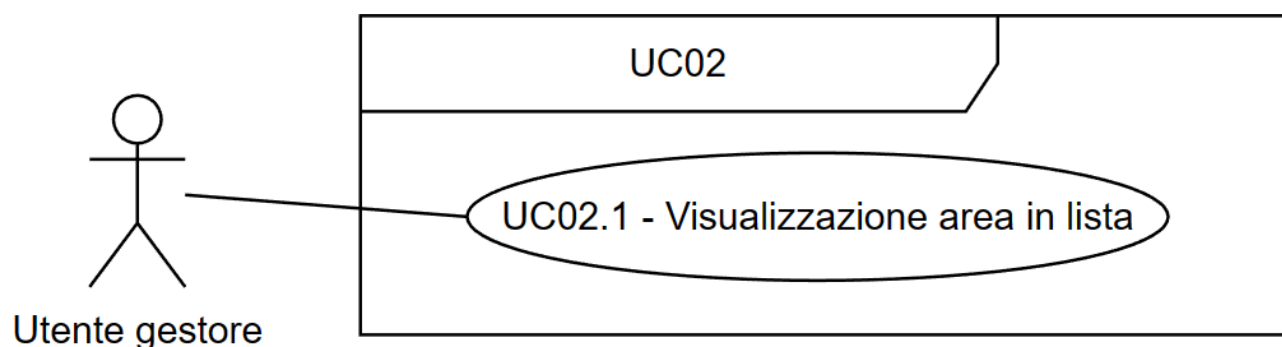 UC02
UC02.1 - Visualizzazione area in lista
Utente gestore